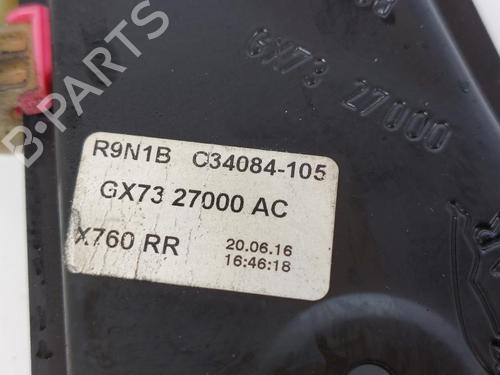 GX73 27000
R9N1B C34084-105
GX73 27000 AC
X760 RR 20.06.16
16:46:18
B-PARTS